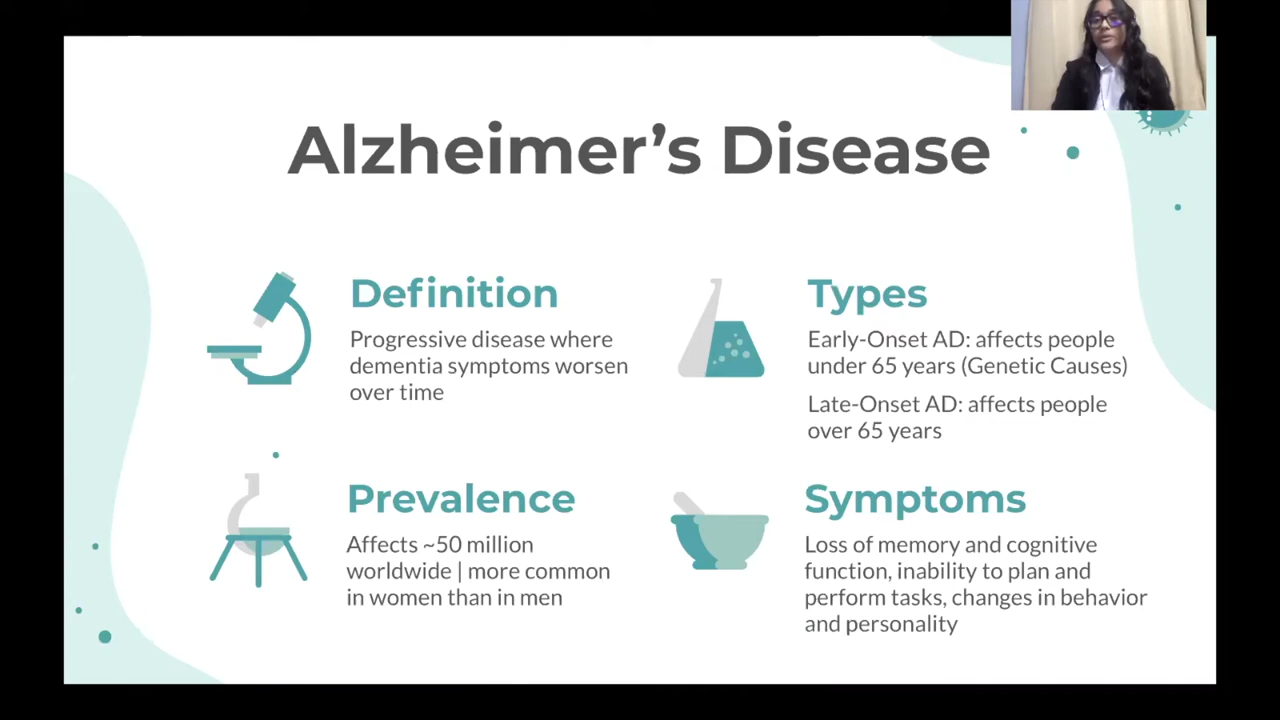 Alzheimer’s Disease
Definition
Progressive disease where
dementia symptoms worsen
over time
Types
Early-Onset AD: affects people
under 65 years (Genetic Causes)
Late-Onset AD: affects people
over 65 years
Prevalence
Affects ~50 million
worldwide | more common
in women than in men
Symptoms
Loss of memory and cognitive
function, inability to plan and
perform tasks, changes in behavior
and personality